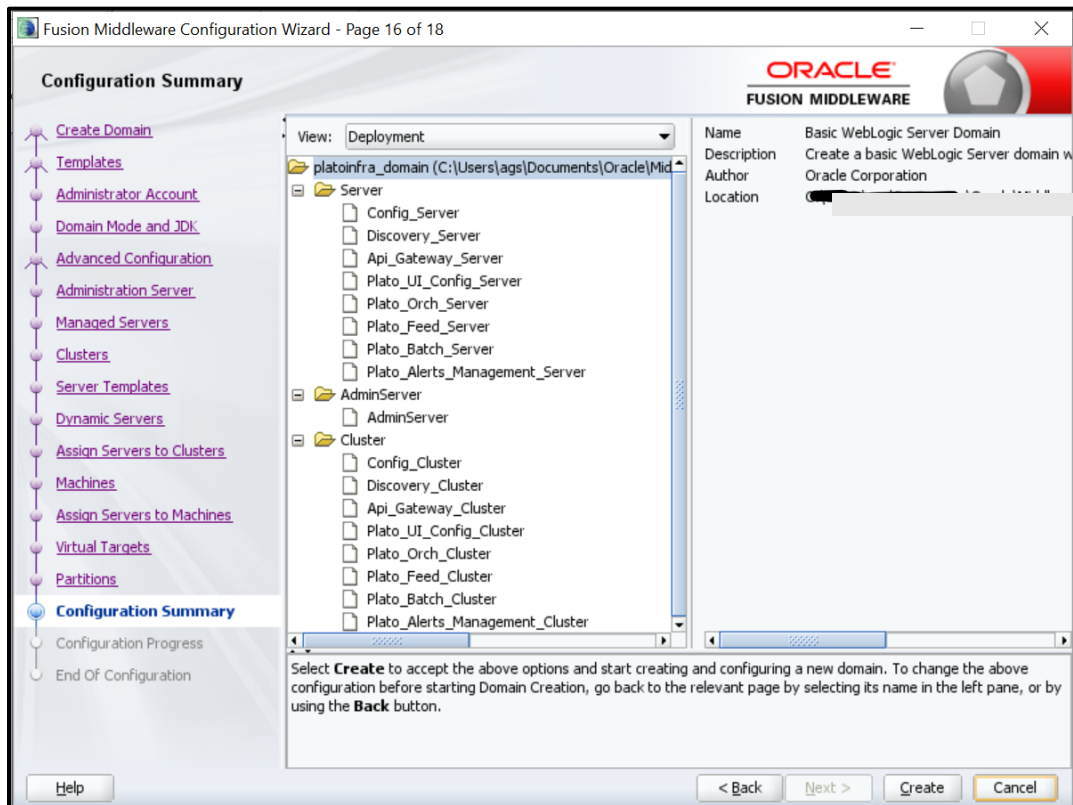 Fusion Middleware Configuration Wizard - Page 16 of 18
Configuration Summary
ORACLE
FUSION MIDDLEWARE
Create Domain
Templates
Administrator Account
Domain Mode and JDK
Advanced Configuration
Administration Server
Managed Servers
Clusters
Server Templates
Dynamic Servers
Assign Servers to Clusters
Machines
Assign Servers to Machines
Virtual Targets
Partitions
Configuration Summary
Configuration Progress
End Of Configuration
View: Deployment
platoinfra_domain (C:\Users\ags\Documents\Oracle\Mid
Server
Config_Server
Discovery_Server
Api_Gateway_Server
Plato_UI_Config_Server
Plato_Orch_Server
Plato_Feed_Server
Plato_Batch_Server
Plato_Alerts_Management_Server
AdminServer
AdminServer
Cluster
Config_Cluster
Discovery_Cluster
Api_Gateway_Cluster
Plato_UI_Config_Cluster
Plato_Orch_Cluster
Plato_Feed_Cluster
Plato_Batch_Cluster
Plato_Alerts_Management_Cluster
Name Basic WebLogic Server Domain
Description Create a basic WebLogic Server domain w
Author Oracle Corporation
Location
Select Create to accept the above options and start creating and configuring a new domain. To change the above
configuration before starting Domain Creation, go back to the relevant page by selecting its name in the left pane, or by
using the Back button.
Help
< Back
Next >
Create
Cancel